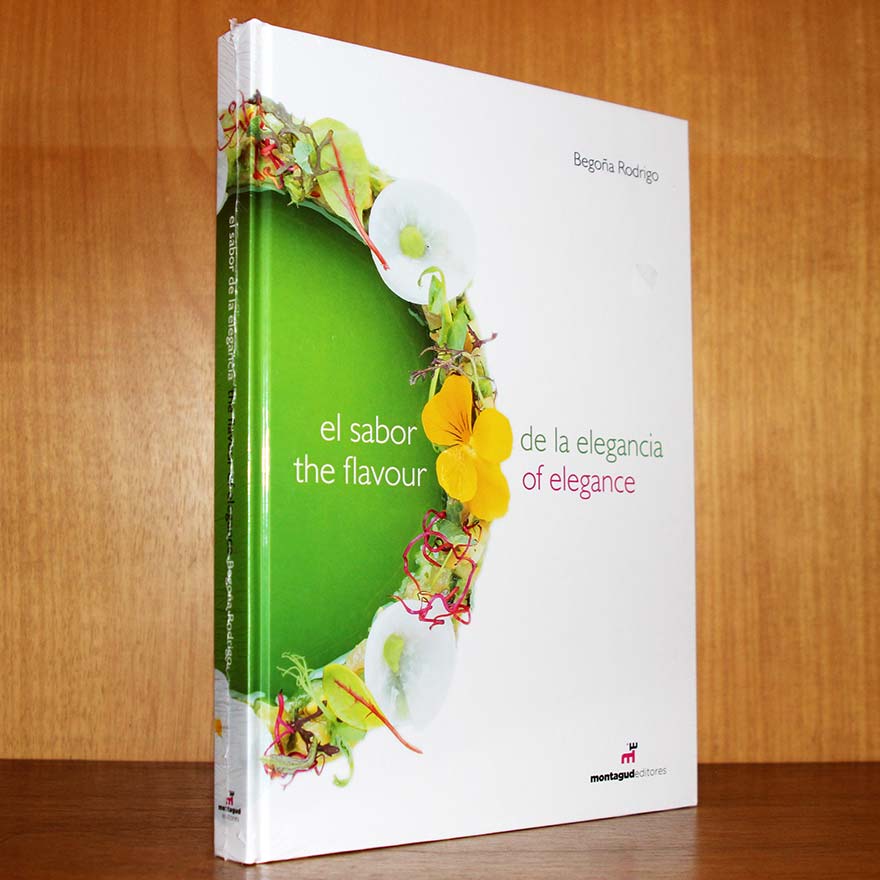 Begoña Rodrigo
el sabor de la elegancia
the flavour of elegance
montagudeditores
el sabor de la elegancia the flavour of elegance Begoña Rodrigo
montagud
editores